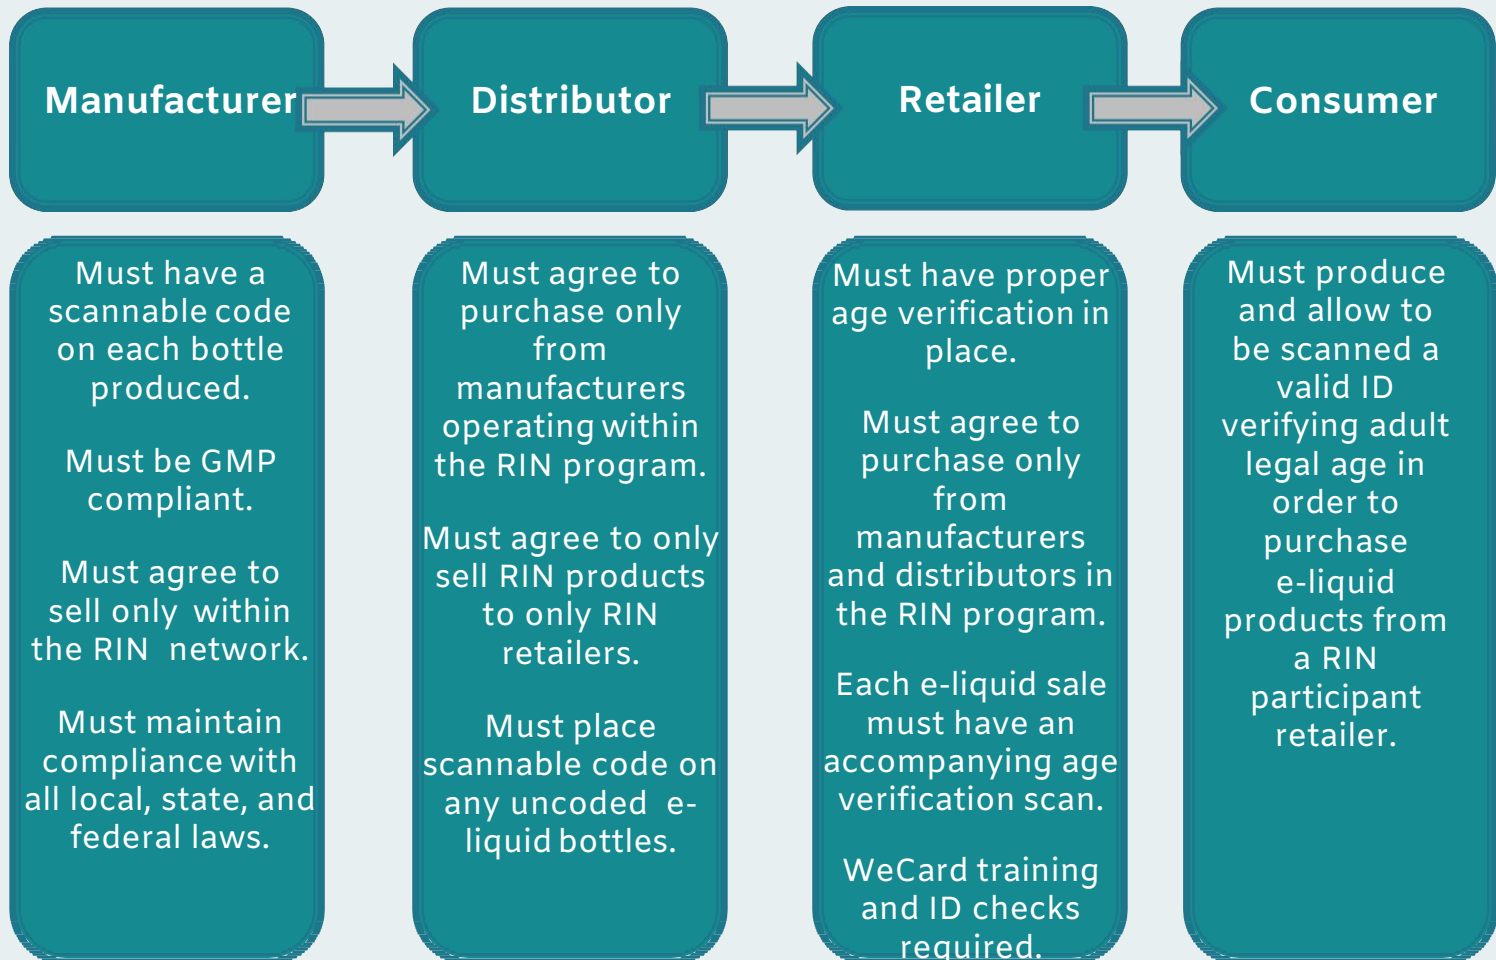 Manufacturer
Distributor
Retailer
Consumer
Must have a
scannable code
on each bottle
produced.
Must be GMP
compliant.
Must agree to
sell only within
the RIN network.
Must maintain
compliance with
all local, state, and
federal laws.
Must agree to
purchase only
from
manufacturers
operating within
the RIN program.
Must agree to only
sell RIN products
to only RIN
retailers.
Must place
scannable code on
any uncoded e-
liquid bottles.
Must have proper
age verification in
place.
Must agree to
purchase only
from
manufacturers
and distributors in
the RIN program.
Each e-liquid sale
must have an
accompanying age
verification scan.
WeCard training
and ID checks
required.
Must produce
and allow to
be scanned a
valid ID
verifying adult
legal age in
order to
purchase
e-liquid
products from
a RIN
participant
retailer.